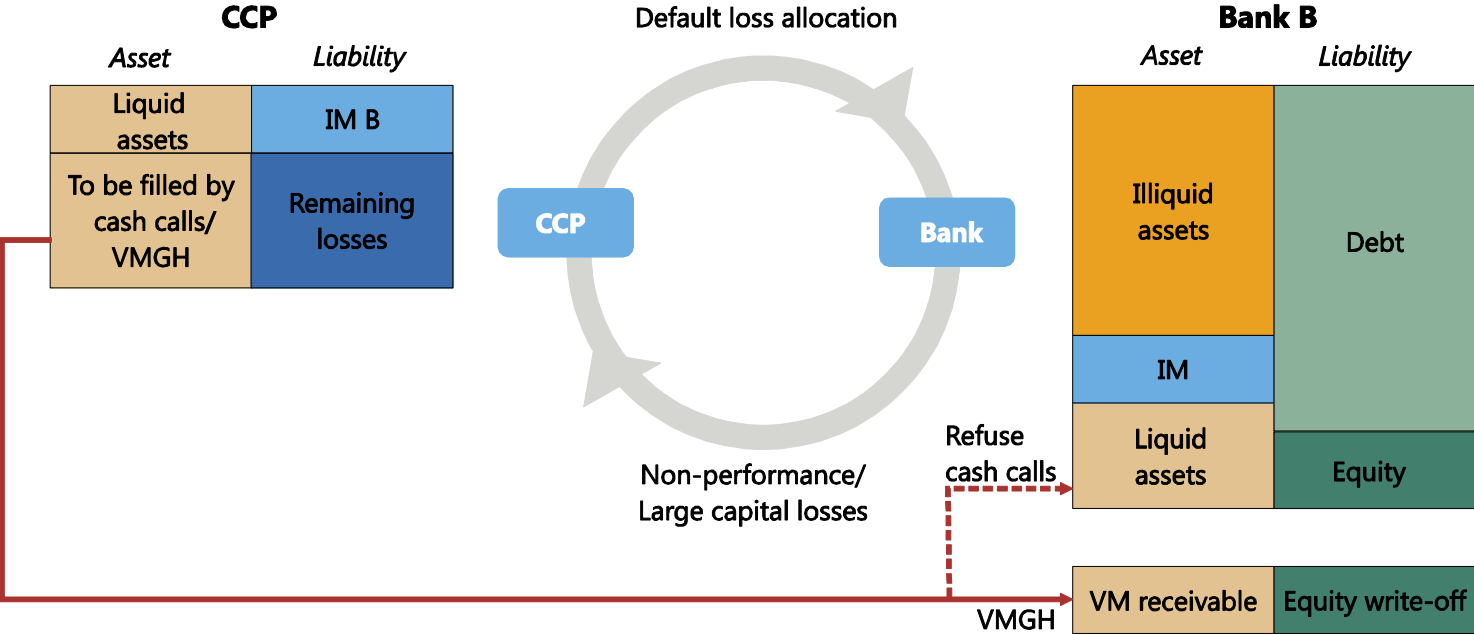 CCP
Asset
Liability
Liquid
assets
IM B
To be filled by
cash calls/
VMGH
Remaining
losses
Default loss allocation
CCP
Bank
Non-performance/
Large capital losses
Bank B
Asset
Liability
Illiquid
assets
Debt
IM
Liquid
assets
Equity
Refuse
cash calls
VMGH
VM receivable
Equity write-off